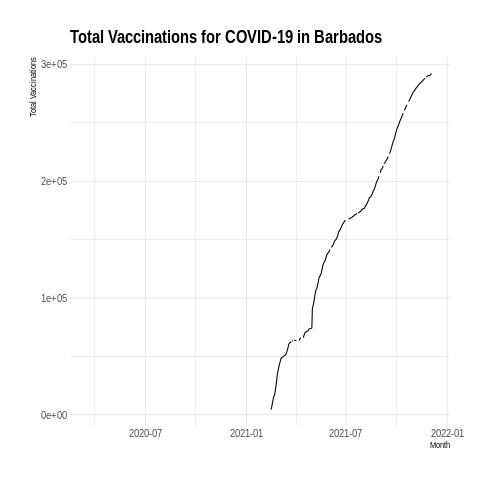 Total Vaccinations for COVID-19 in Barbados
Total Vaccinations
3e+05
2e+05
1e+05
0e+00
2020-07 2021-01 2021-07 2022-01
Month